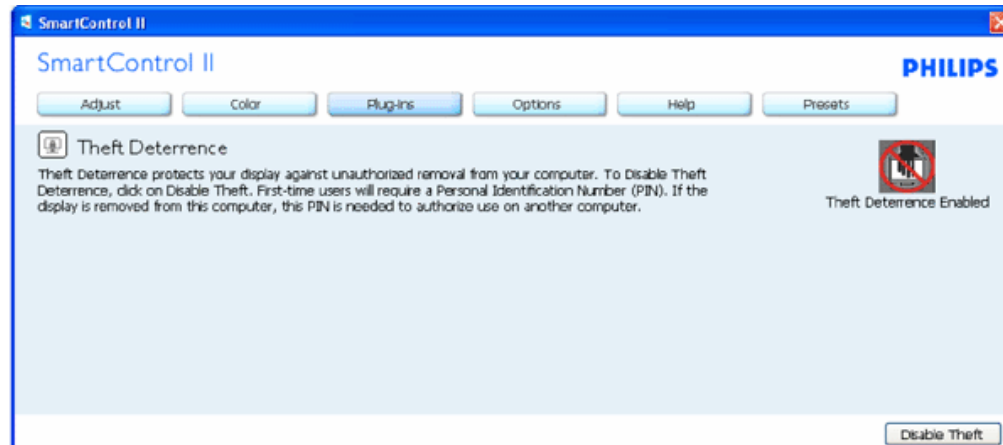 SmartControl II
SmartControl II
PHILIPS
Adjust
Color
Plug-Ins
Options
Help
Presets
Theft Deterrence
Theft Deterrence protects your display against unauthorized removal from your computer. To Disable Theft
Deterrence, click on Disable Theft. First-time users will require a Personal Identification Number (PIN). If the
display is removed from this computer, this PIN is needed to authorize use on another computer.
Theft Deterrence Enabled
Disable Theft